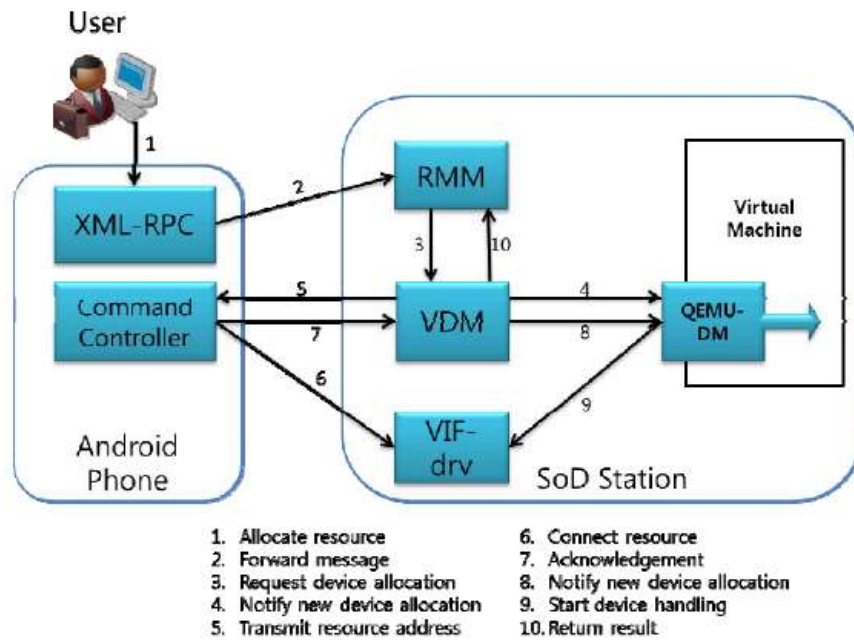 User
1
2
RMM
XML-RPC
Virtual
Machine
3
10
5
4
Command
Controller
VDM
QEMU-
DM
7
8
6
9
VIF-
drv
Android
Phone
SoD Station
1. Allocate resource
2. Forward message
3. Request device allocation
4. Notify new device allocation
5. Transmit resource address
6. Connect resource
7. Acknowledgement
8. Notify new device allocation
9. Start device handling
10. Return result